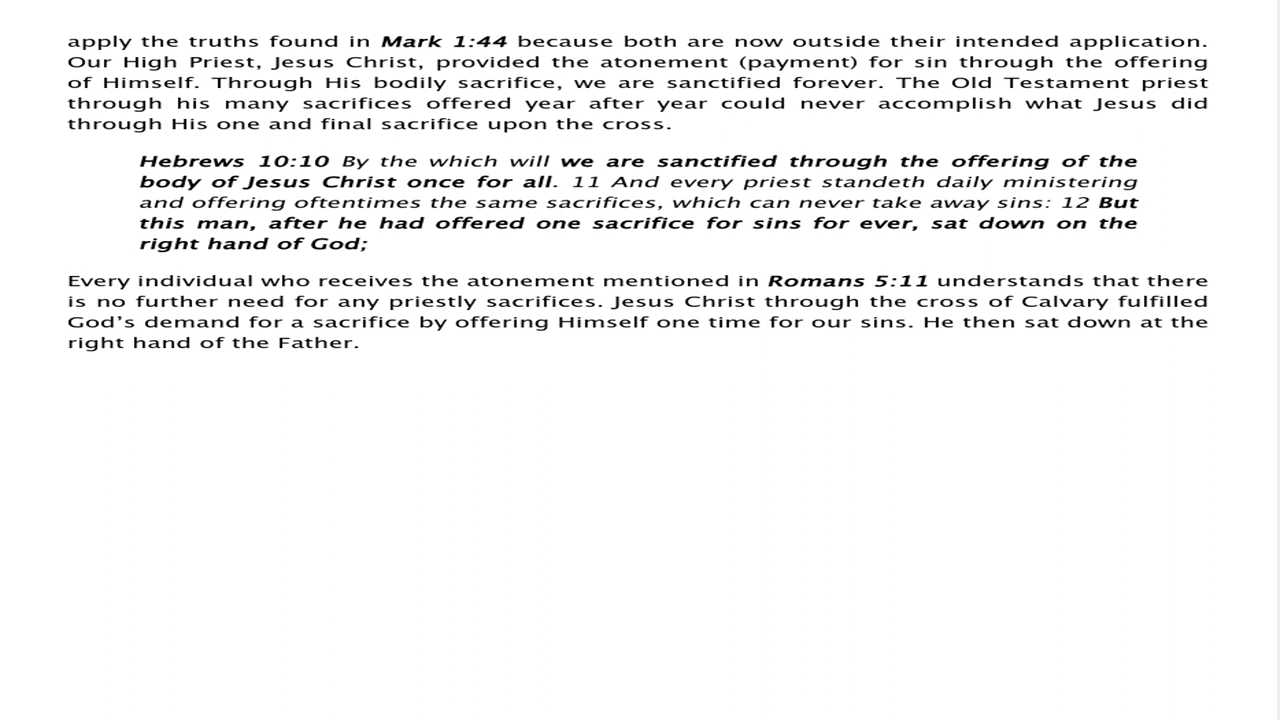 apply the truths found in Mark 1:44 because both are now outside their intended application.
Our High Priest, Jesus Christ, provided the atonement (payment) for sin through the offering
of Himself. Through His bodily sacrifice, we are sanctified forever. The Old Testament priest
through his many sacrifices offered year after year could never accomplish what Jesus did
through His one and final sacrifice upon the cross.
Hebrews 10:10 By the which will we are sanctified through the offering of the
body of Jesus Christ once for all. 11 And every priest standeth daily ministering
and offering oftentimes the same sacrifices, which can never take away sins: 12 But
this man, after he had offered one sacrifice for sins for ever, sat down on the
right hand of God;
Every individual who receives the atonement mentioned in Romans 5:11 understands that there
is no further need for any priestly sacrifices. Jesus Christ through the cross of Calvary fulfilled
God’s demand for a sacrifice by offering Himself one time for our sins. He then sat down at the
right hand of the Father.